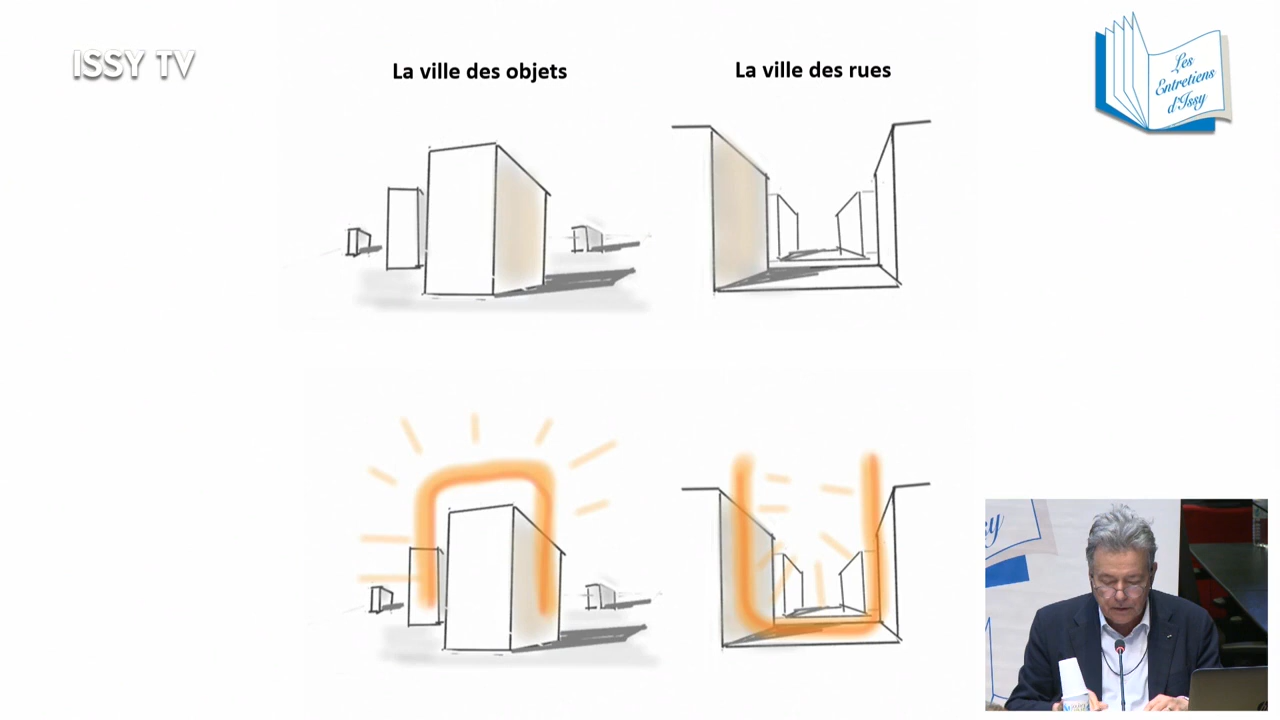 ISSY TV
La ville des objets
La ville des rues
Les
Entretiens
d'Issy